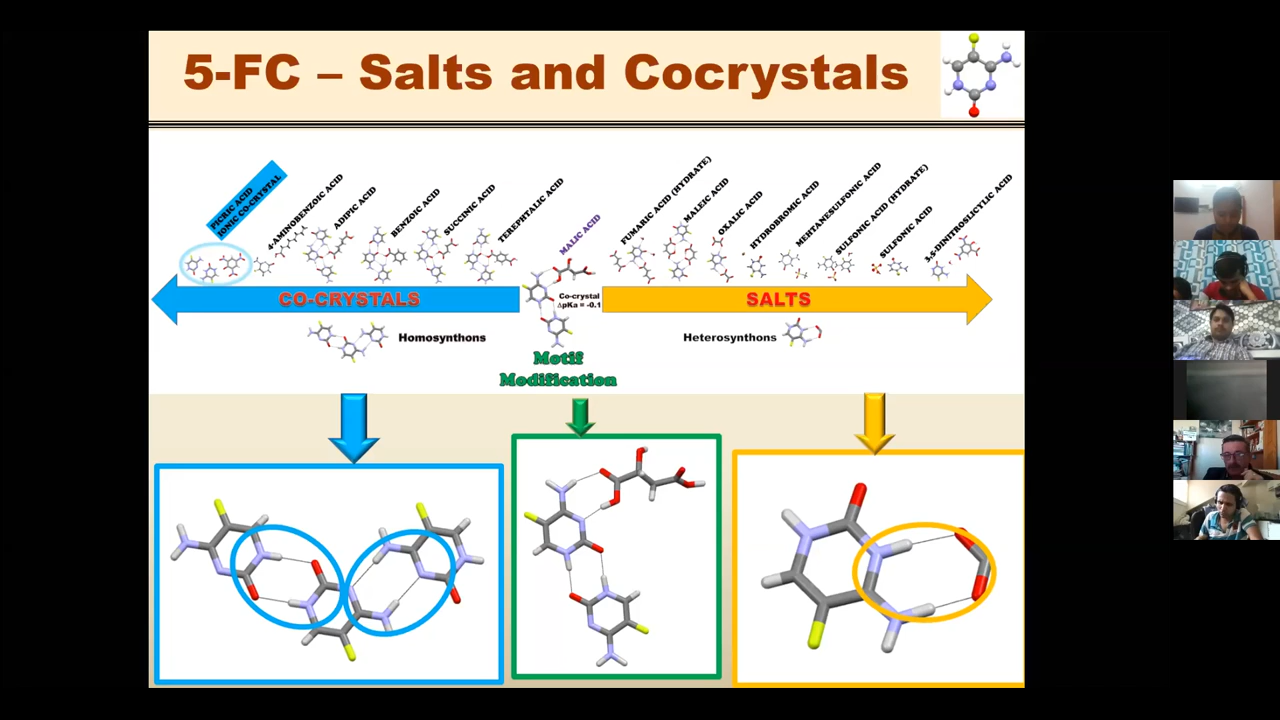 5-FC – Salts and Cocrystals
PICRIC ACID
IONIC CO-CRYSTAL
4-AMINOBENZOIC ACID
ADIPIC ACID
BENZOIC ACID
SUCCINIC ACID
TEREPHTALIC ACID
MALIC ACID
FUMARIC ACID (HYDRATE)
MALEIC ACID
OXALIC ACID
HYDROBROMIC ACID
MEHTANESULFONIC ACID
SULFONIC ACID (HYDRATE)
SULFONIC ACID
3,5-DINITROSLICYLIC ACID
CO-CRYSTALS
Co-crystal
ΔpKa = -0.1
SALTS
Homosynthons
Heterosynthons
Motif
Modification